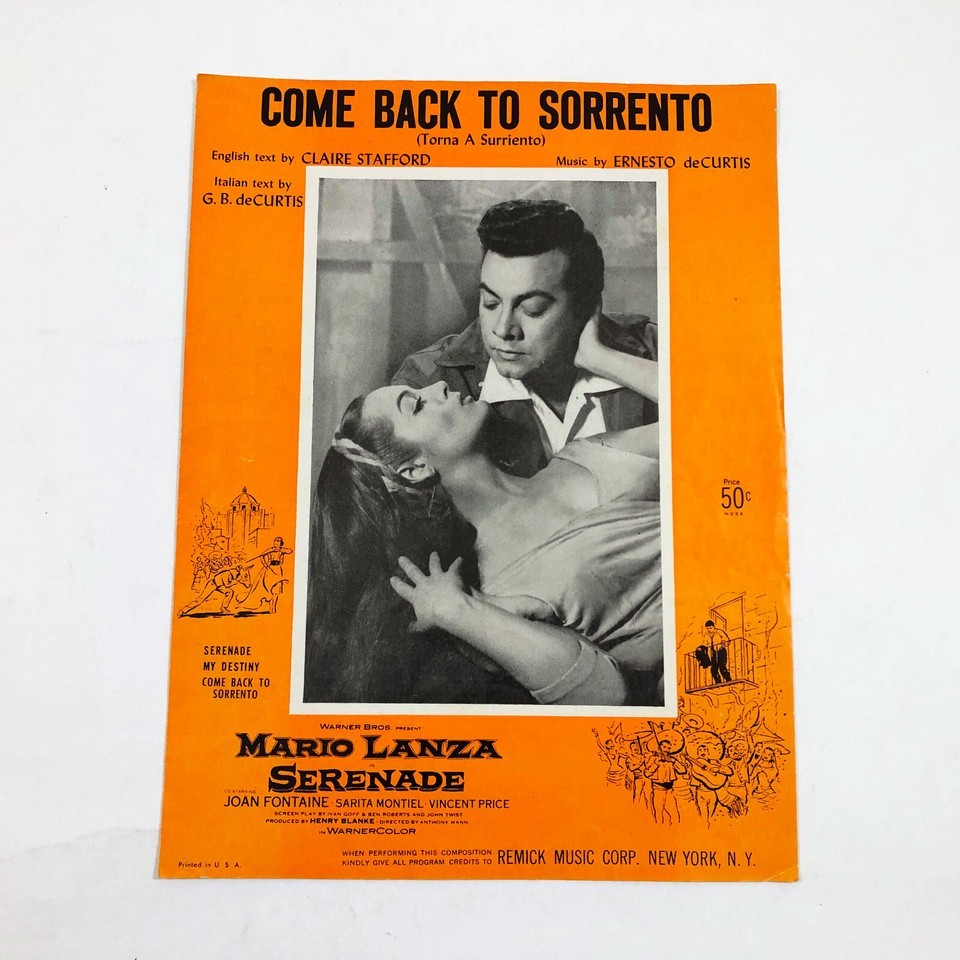 COME BACK TO SORRENTO
(Torna A Surriento)
English text by CLAIRE STAFFORD
Music by ERNESTO deCURTIS
Italian text by
G. B. deCURTIS
Price
50c
IN U S A
SERENADE
MY DESTINY
COME BACK TO
SORRENTO
WARNER BROS. PRESENT
MARIO LANZA
IN
SERENADE
CO-STARRING
JOAN FONTAINE · SARITA MONTIEL · VINCENT PRICE
SCREEN PLAY BY IVAN GOFF & BEN ROBERTS AND JOHN TWIST
PRODUCED BY HENRY BLANKE · DIRECTED BY ANTHONY MANN
IN WARNERCOLOR
WHEN PERFORMING THIS COMPOSITION
KINDLY GIVE ALL PROGRAM CREDITS TO REMICK MUSIC CORP. NEW YORK, N. Y.
Printed in U. S. A.